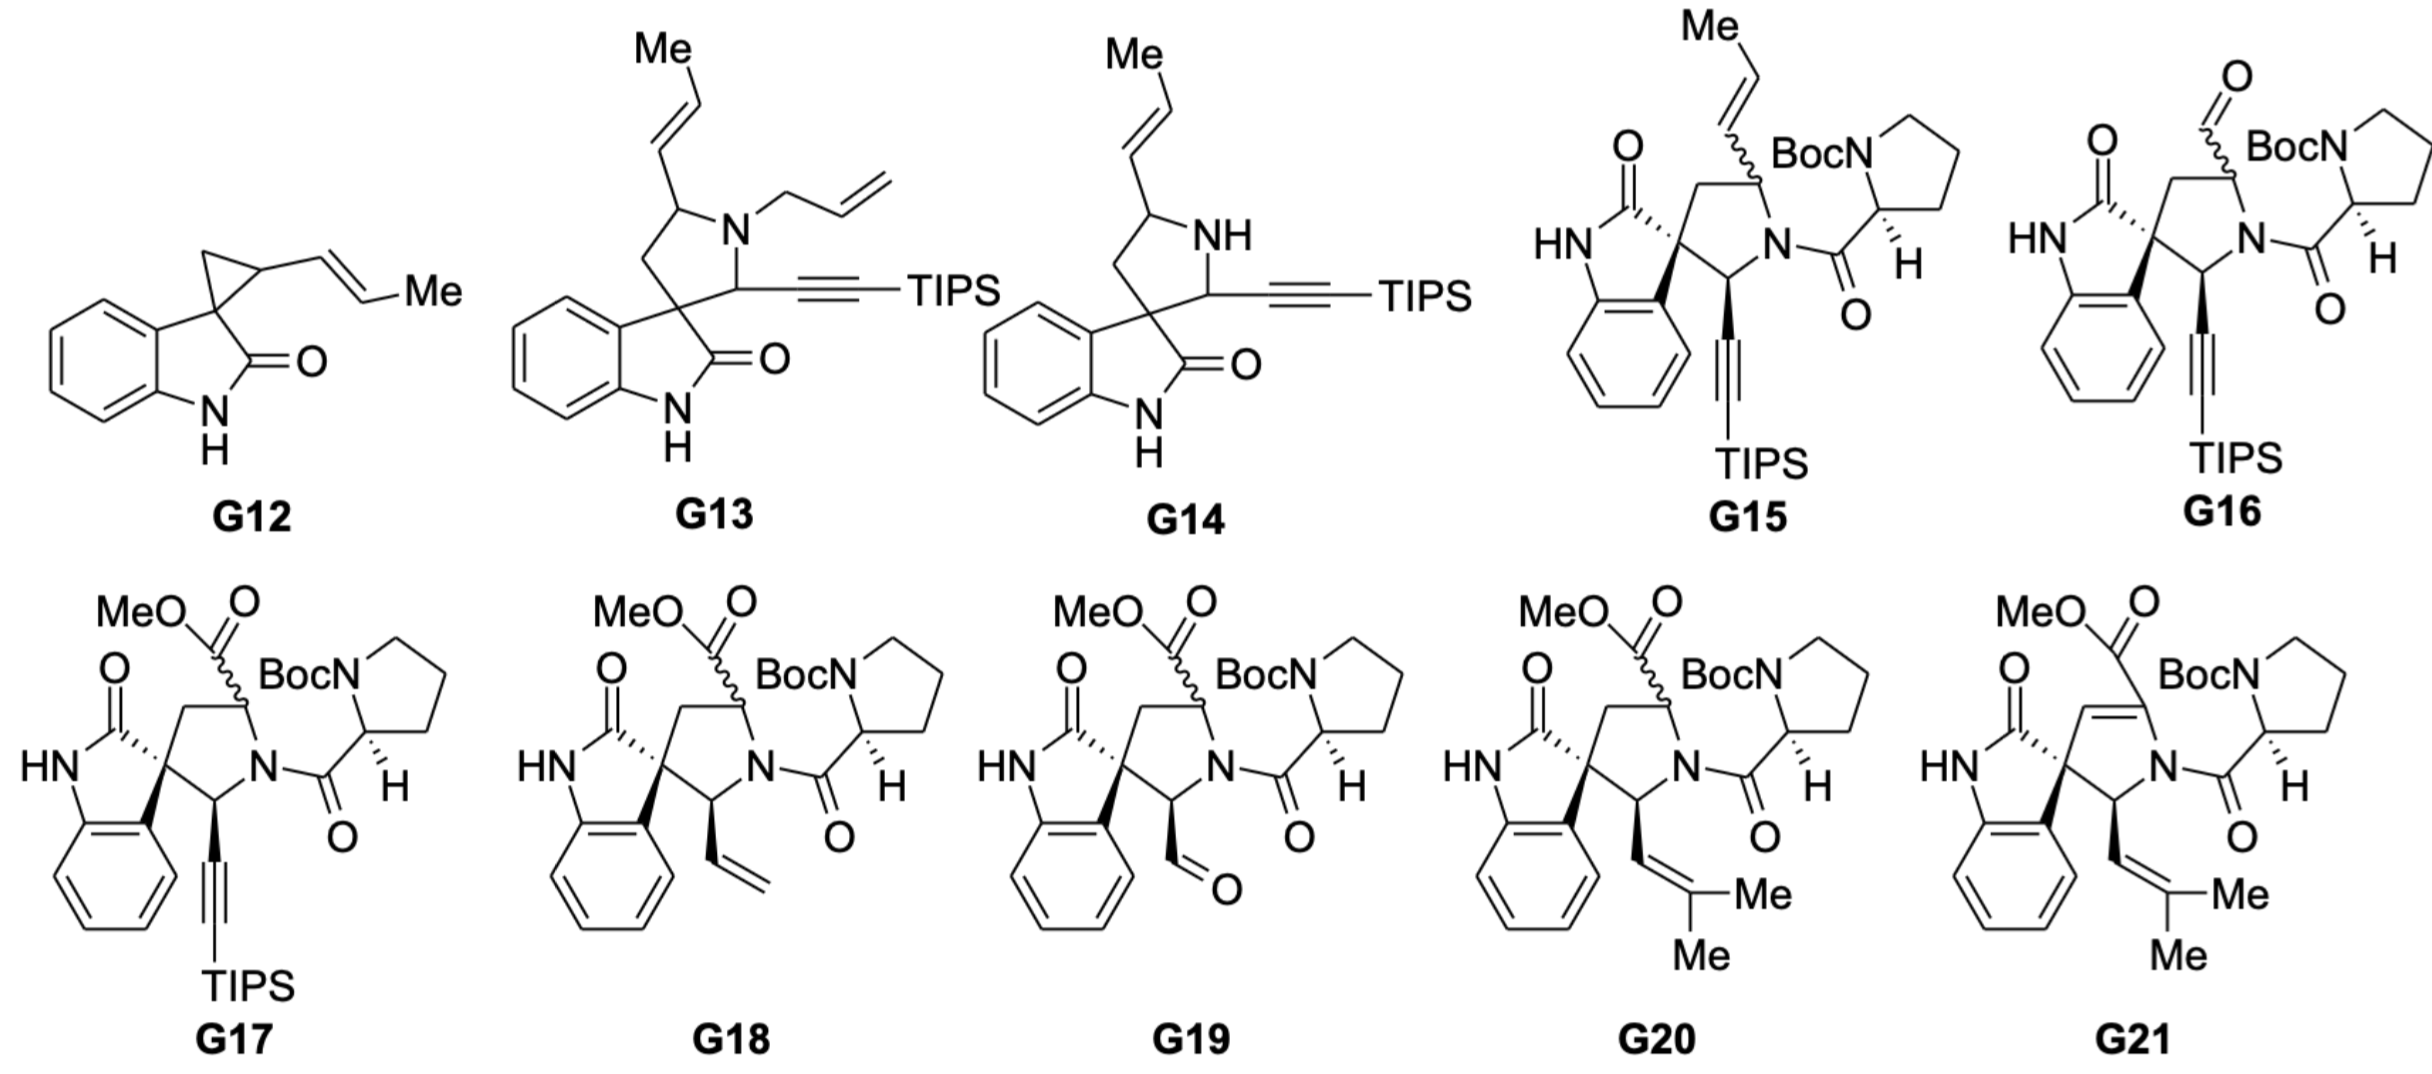 Me
N
TIPS
O
N
H
Me
O
N
H
G12
G13
Me
NH
TIPS
O
N
H
G14
Me
O
BocN
HN
N
H
O
TIPS
G15
O
O
BocN
HN
N
H
O
TIPS
G16
MeO
O
O
BocN
HN
N
H
O
TIPS
G17
MeO
O
O
BocN
HN
N
H
O
G18
MeO
O
O
BocN
HN
N
H
O
O
G19
MeO
O
O
BocN
HN
N
H
O
Me
Me
G20
MeO
O
O
BocN
HN
N
H
O
Me
Me
G21